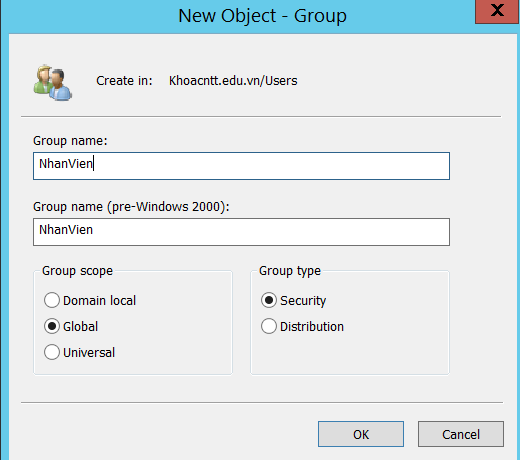 New Object - Group
X
Create in: Khoacntt.edu.vn/Users
Group name:
NhanVien
Group name (pre-Windows 2000):
NhanVien
Group scope
Domain local
Global
Universal
Group type
Security
Distribution
OK Cancel